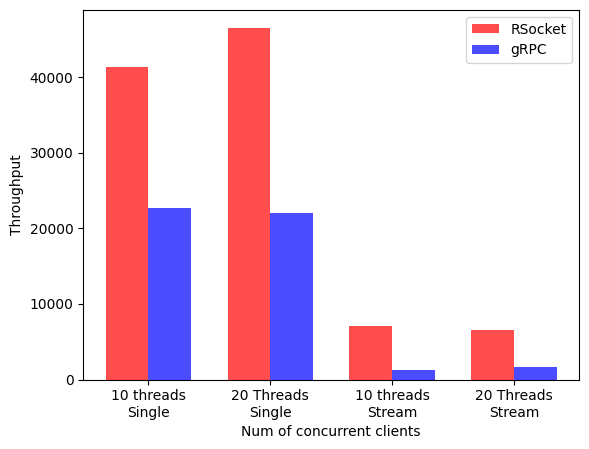 RSocket
gRPC
Throughput
40000
30000
20000
10000
0
10 threads
Single
20 Threads
Single
10 threads
Stream
20 Threads
Stream
Num of concurrent clients